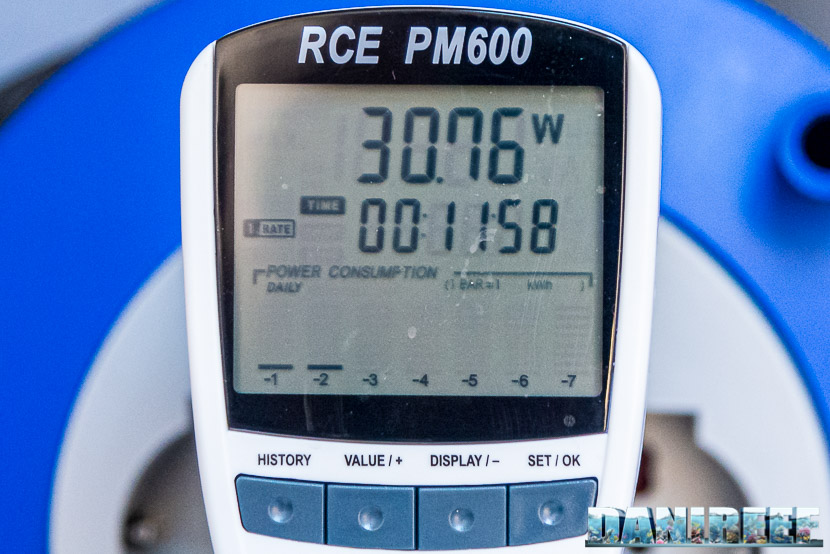 RCE PM600
30.76 W
TIME
1.RATE 00:11:58
POWER CONSUMPTION
DAILY (1 BAR=1 kWh )
-1 -2 -3 -4 -5 -6 -7
HISTORY VALUE / + DISPLAY / – SET / OK
DANIREEF